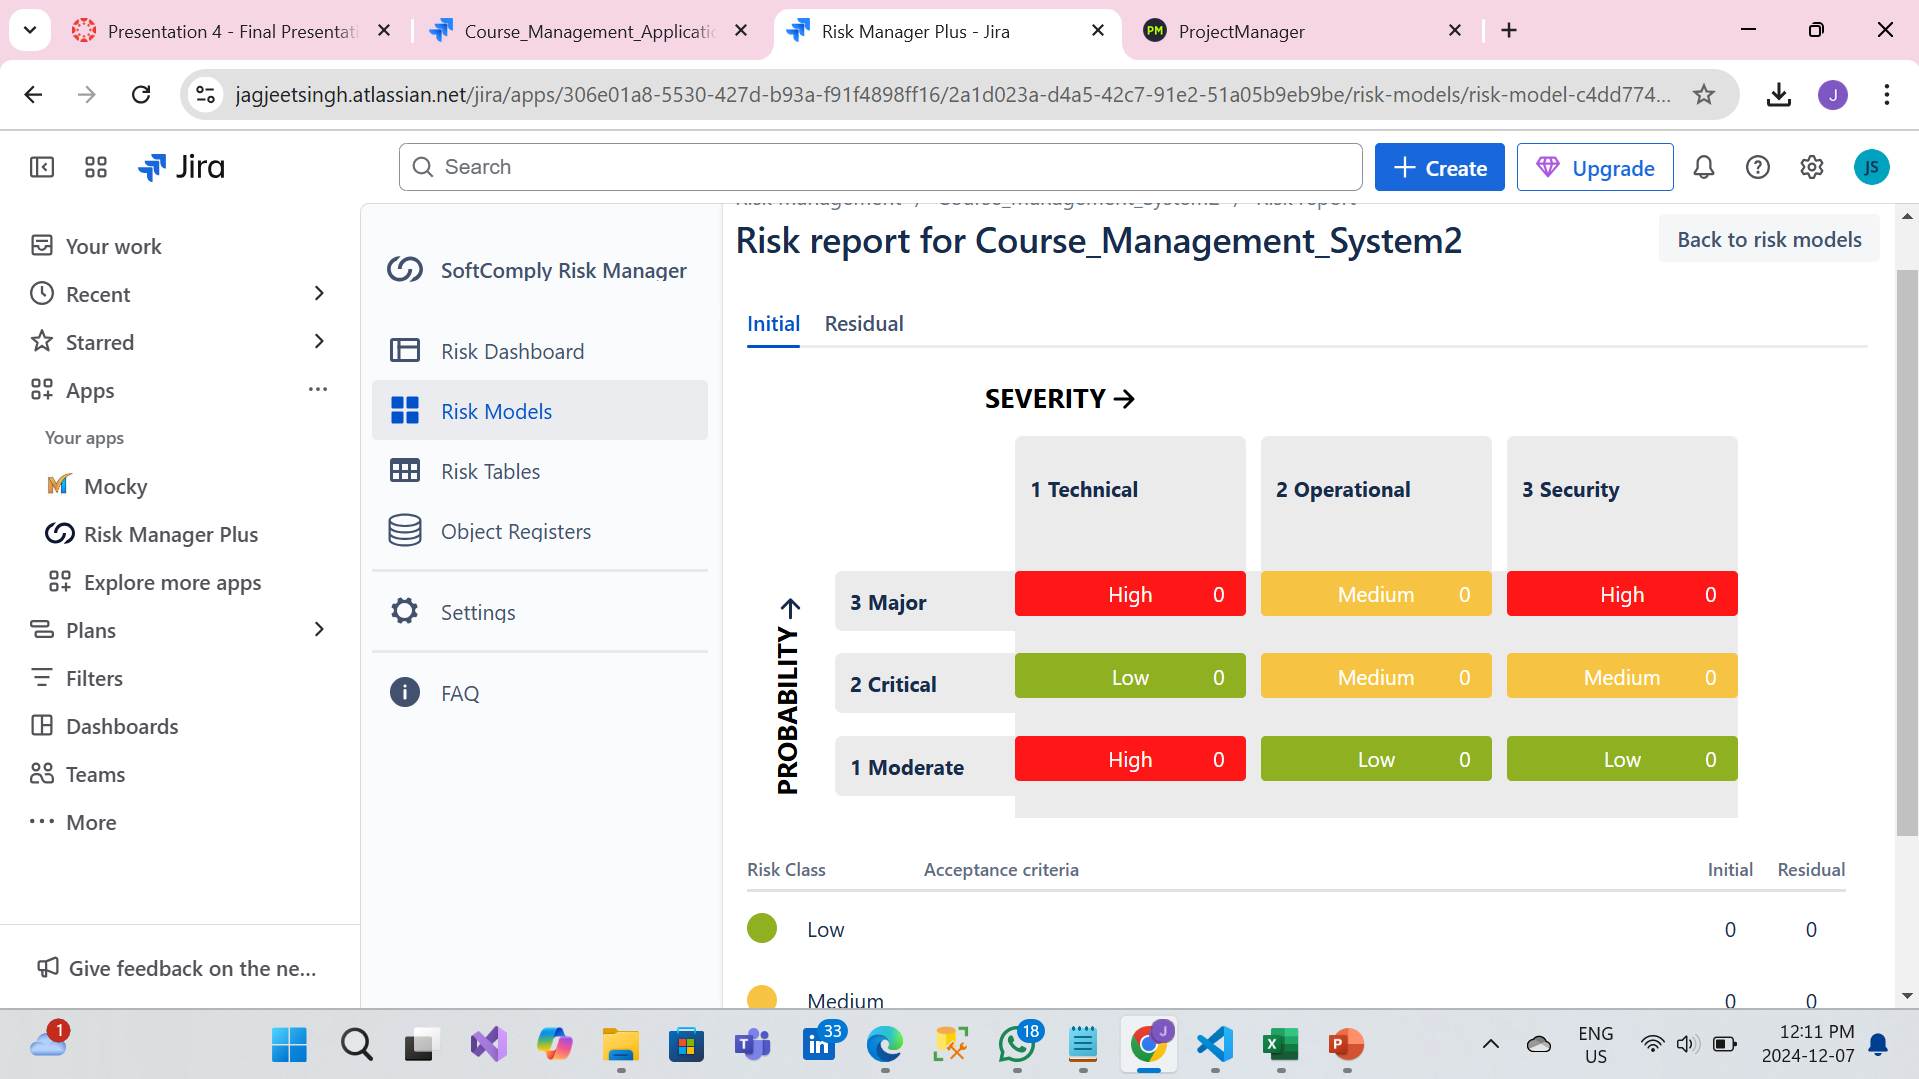 Presentation 4 - Final Presentati
Course_Management_Applicatio
Risk Manager Plus - Jira
PM
ProjectManager
jagjeetsingh.atlassian.net/jira/apps/306e01a8-5530-427d-b93a-f91f4898ff16/2a1d023a-d4a5-42c7-91e2-51a05b9eb9be/risk-models/risk-model-c4dd774...
J
Jira
Search
Create
Upgrade
JS
Your work
Recent
Starred
Apps
Your apps
Mocky
Risk Manager Plus
Explore more apps
Plans
Filters
Dashboards
Teams
More
Give feedback on the ne...
SoftComply Risk Manager
Risk Dashboard
Risk Models
Risk Tables
Object Registers
Settings
FAQ
Risk management / Course_Management_System2 / Risk report
Risk report for Course_Management_System2
Back to risk models
Initial Residual
SEVERITY →
1 Technical 2 Operational 3 Security
PROBABILITY →
3 Major High 0 Medium 0 High 0
2 Critical Low 0 Medium 0 Medium 0
1 Moderate High 0 Low 0 Low 0
Risk Class Acceptance criteria Initial Residual
Low 0 0
Medium 0 0
1
33
18
J
ENG
US
12:11 PM
2024-12-07